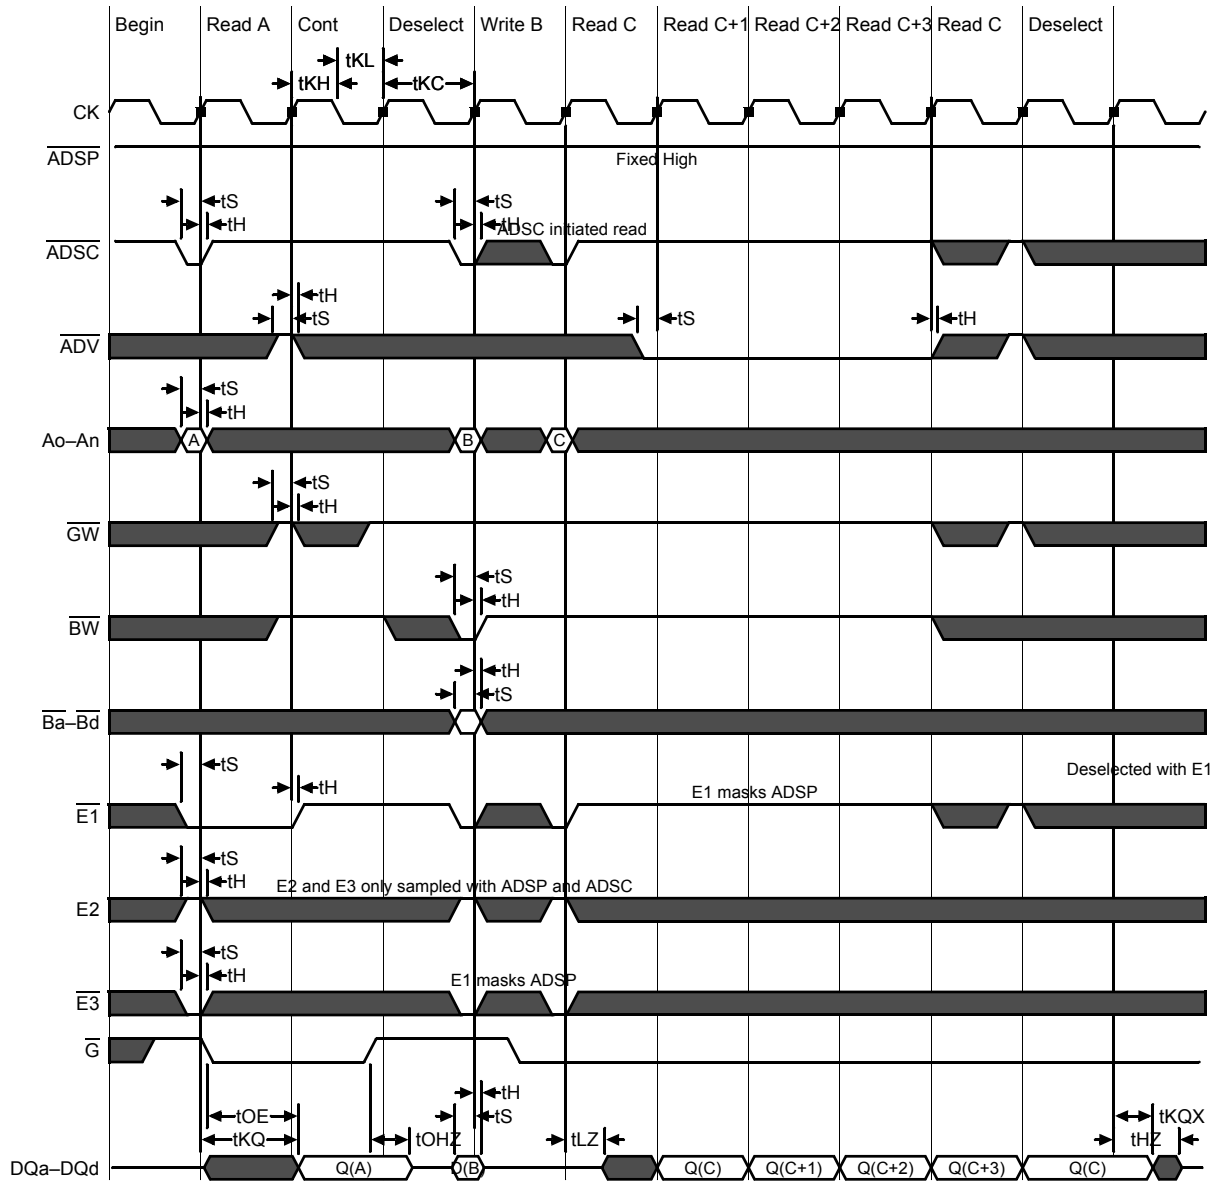 Begin Read A Cont Deselect Write B Read C Read C+1 Read C+2 Read C+3 Read C Deselect
tKL
tKH tKC
CK
ADSP Fixed High
tS tS
tH tH
ADSC initiated read
ADSC
tH
tS tS tH
ADV
tS
tH
Ao–An A B C
tS
tH
GW
tS
tH
BW
tH
tS
Ba–Bd
tS Deselected with E1
tH E1 masks ADSP
E1
tS
tH E2 and E3 only sampled with ADSP and ADSC
E2
tS
tH E1 masks ADSP
E3
G
tH
tOE tS tKQX
tKQ tOHZ tLZ tHZ
DQa–DQd Q(A) D(B) Q(C) Q(C+1) Q(C+2) Q(C+3) Q(C)